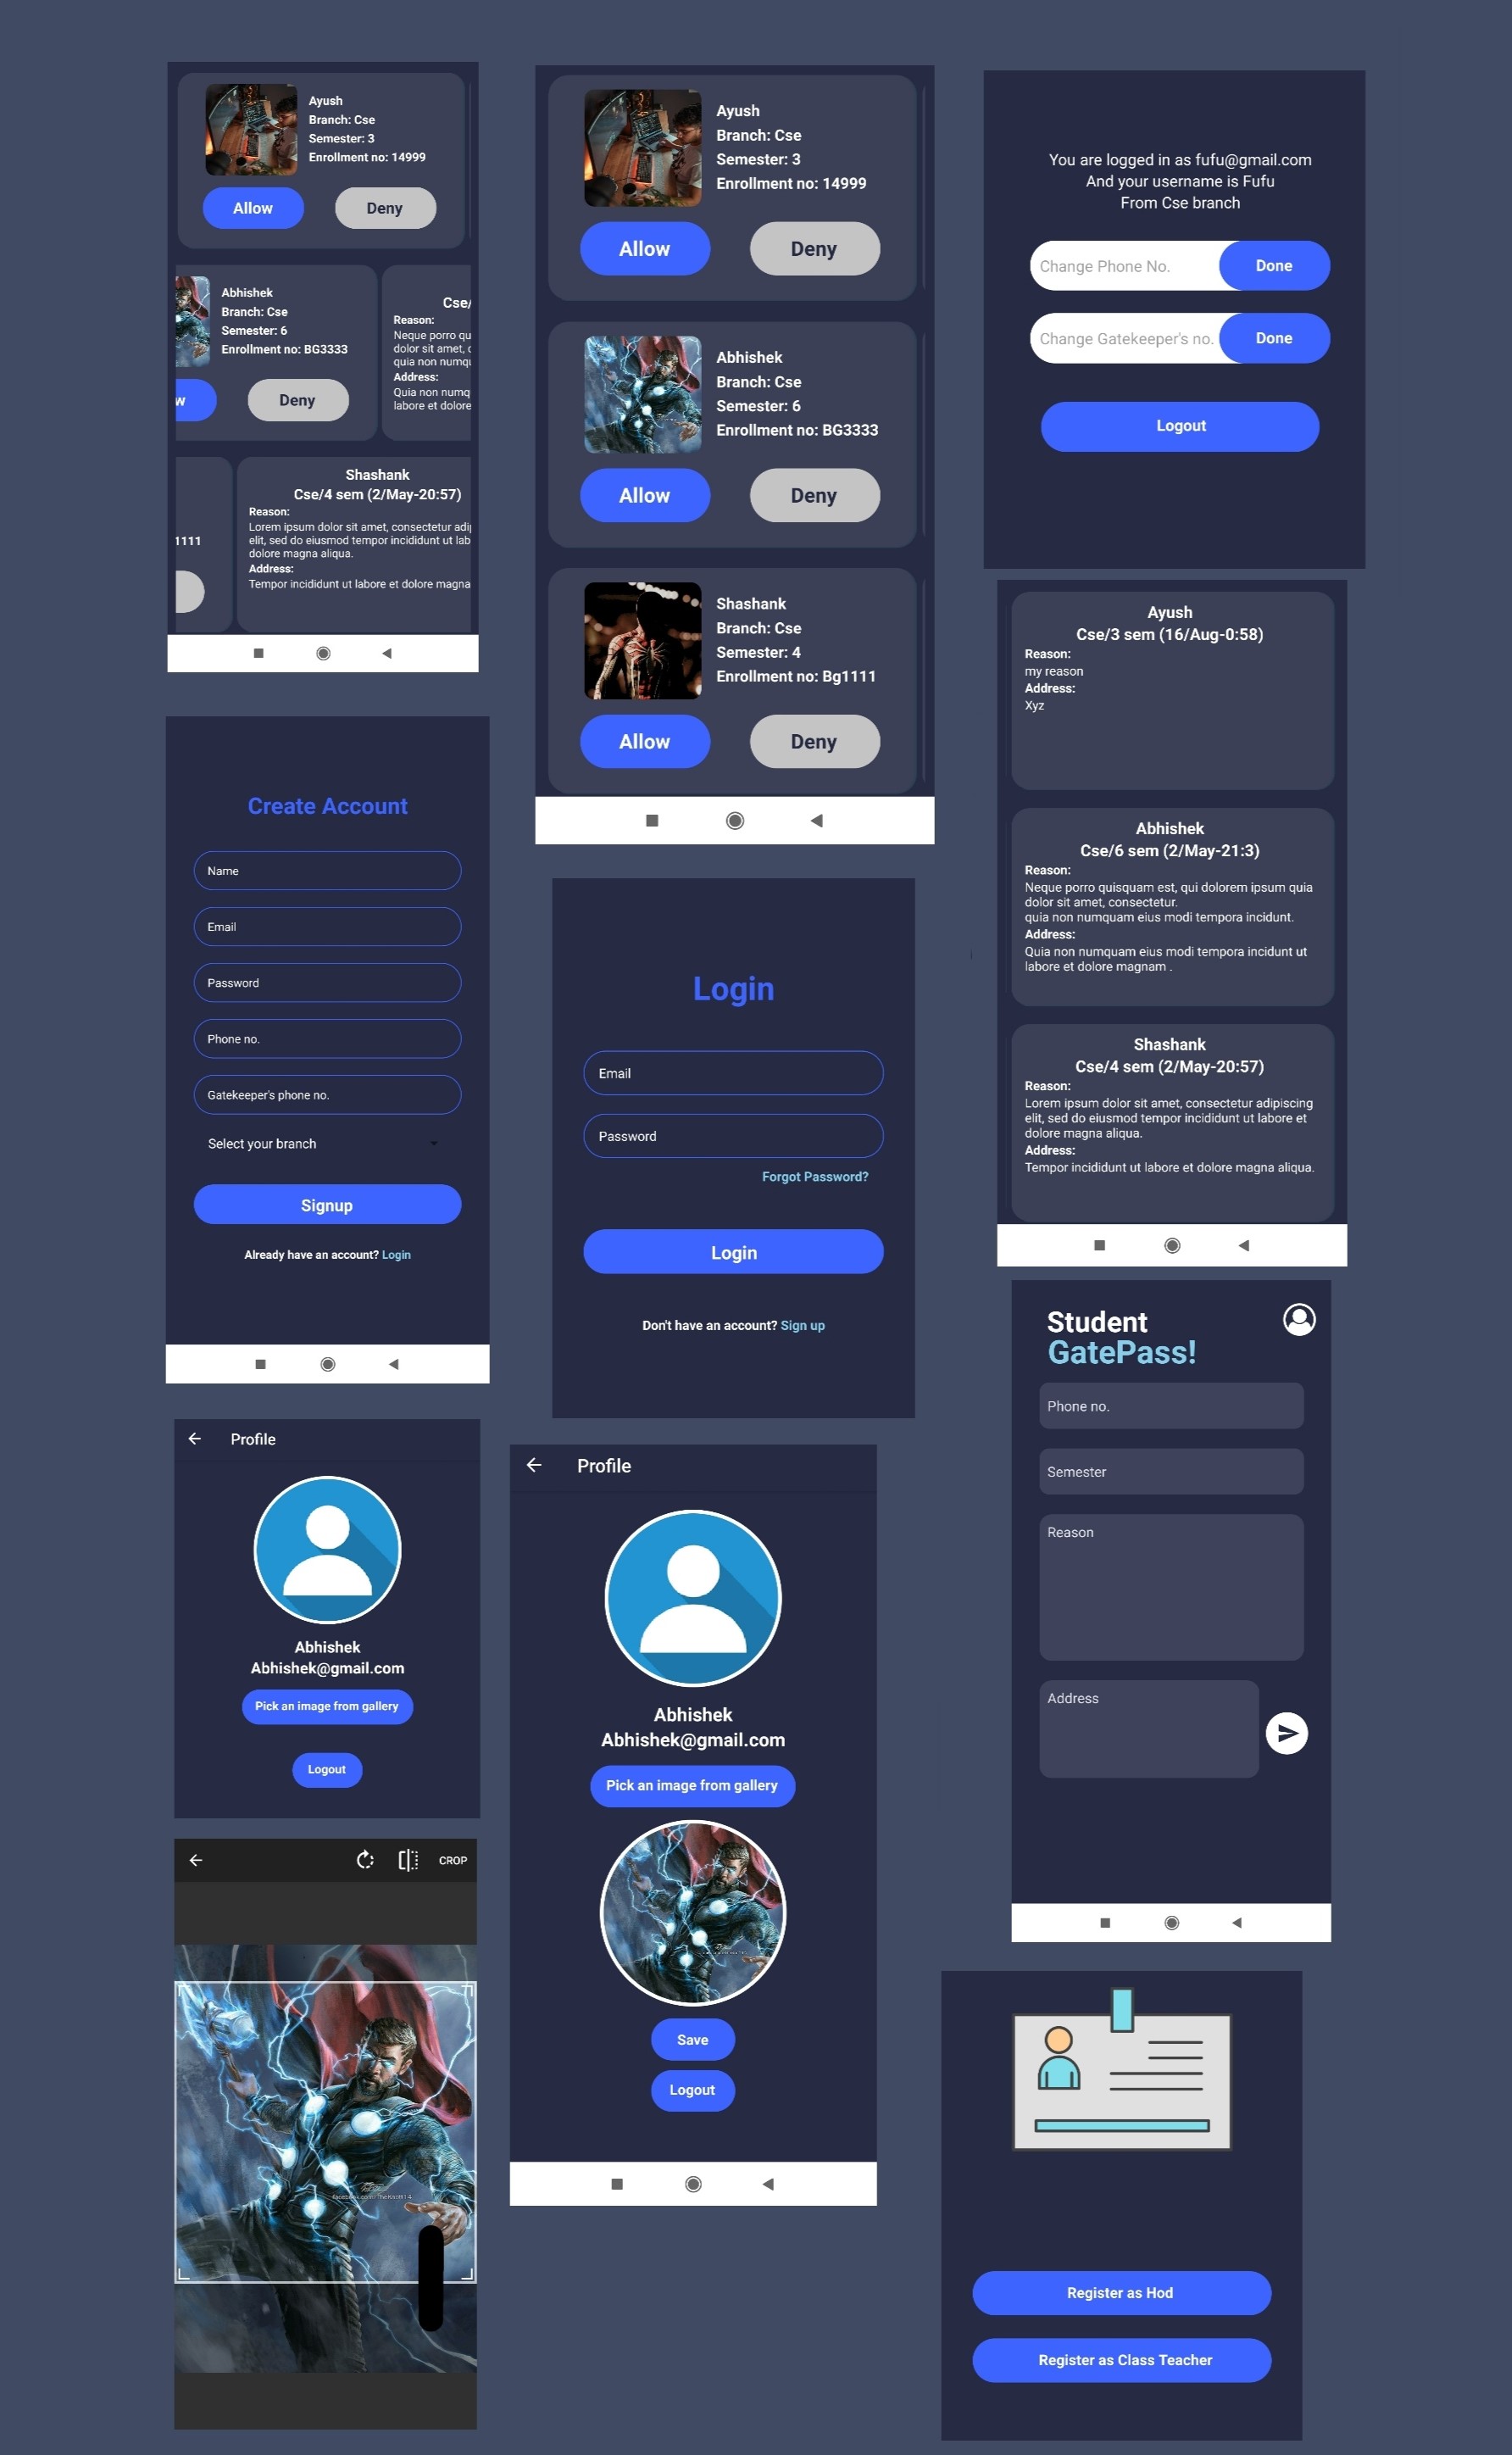 Ayush
Branch: Cse
Semester: 3
Enrollment no: 14999
Allow
Deny
Abhishek
Branch: Cse
Semester: 6
Enrollment no: BG3333
w
Deny
Cse/
Reason:
Neque porro qu
dolor sit amet, c
quia non numqu
Address:
Quia non numq
labore et dolore
1111
Shashank
Cse/4 sem (2/May-20:57)
Reason:
Lorem ipsum dolor sit amet, consectetur adip
elit, sed do eiusmod tempor incididunt ut lab
dolore magna aliqua.
Address:
Tempor incididunt ut labore et dolore magna
Ayush
Branch: Cse
Semester: 3
Enrollment no: 14999
Allow
Deny
Abhishek
Branch: Cse
Semester: 6
Enrollment no: BG3333
Allow
Deny
Shashank
Branch: Cse
Semester: 4
Enrollment no: Bg1111
Allow
Deny
You are logged in as fufu@gmail.com
And your username is Fufu
From Cse branch
Change Phone No.
Done
Change Gatekeeper's no.
Done
Logout
Ayush
Cse/3 sem (16/Aug-0:58)
Reason:
my reason
Address:
Xyz
Abhishek
Cse/6 sem (2/May-21:3)
Reason:
Neque porro quisquam est, qui dolorem ipsum quia
dolor sit amet, consectetur.
quia non numquam eius modi tempora incidunt.
Address:
Quia non numquam eius modi tempora incidunt ut
labore et dolore magnam .
Shashank
Cse/4 sem (2/May-20:57)
Reason:
Lorem ipsum dolor sit amet, consectetur adipiscing
elit, sed do eiusmod tempor incididunt ut labore et
dolore magna aliqua.
Address:
Tempor incididunt ut labore et dolore magna aliqua.
Create Account
Name
Email
Password
Phone no.
Gatekeeper's phone no.
Select your branch
Signup
Already have an account? Login
Login
Email
Password
Forgot Password?
Login
Don't have an account? Sign up
Student
GatePass!
Phone no.
Semester
Reason
Address
Profile
Abhishek
Abhishek@gmail.com
Pick an image from gallery
Logout
Profile
Abhishek
Abhishek@gmail.com
Pick an image from gallery
Save
Logout
CROP
Register as Hod
Register as Class Teacher